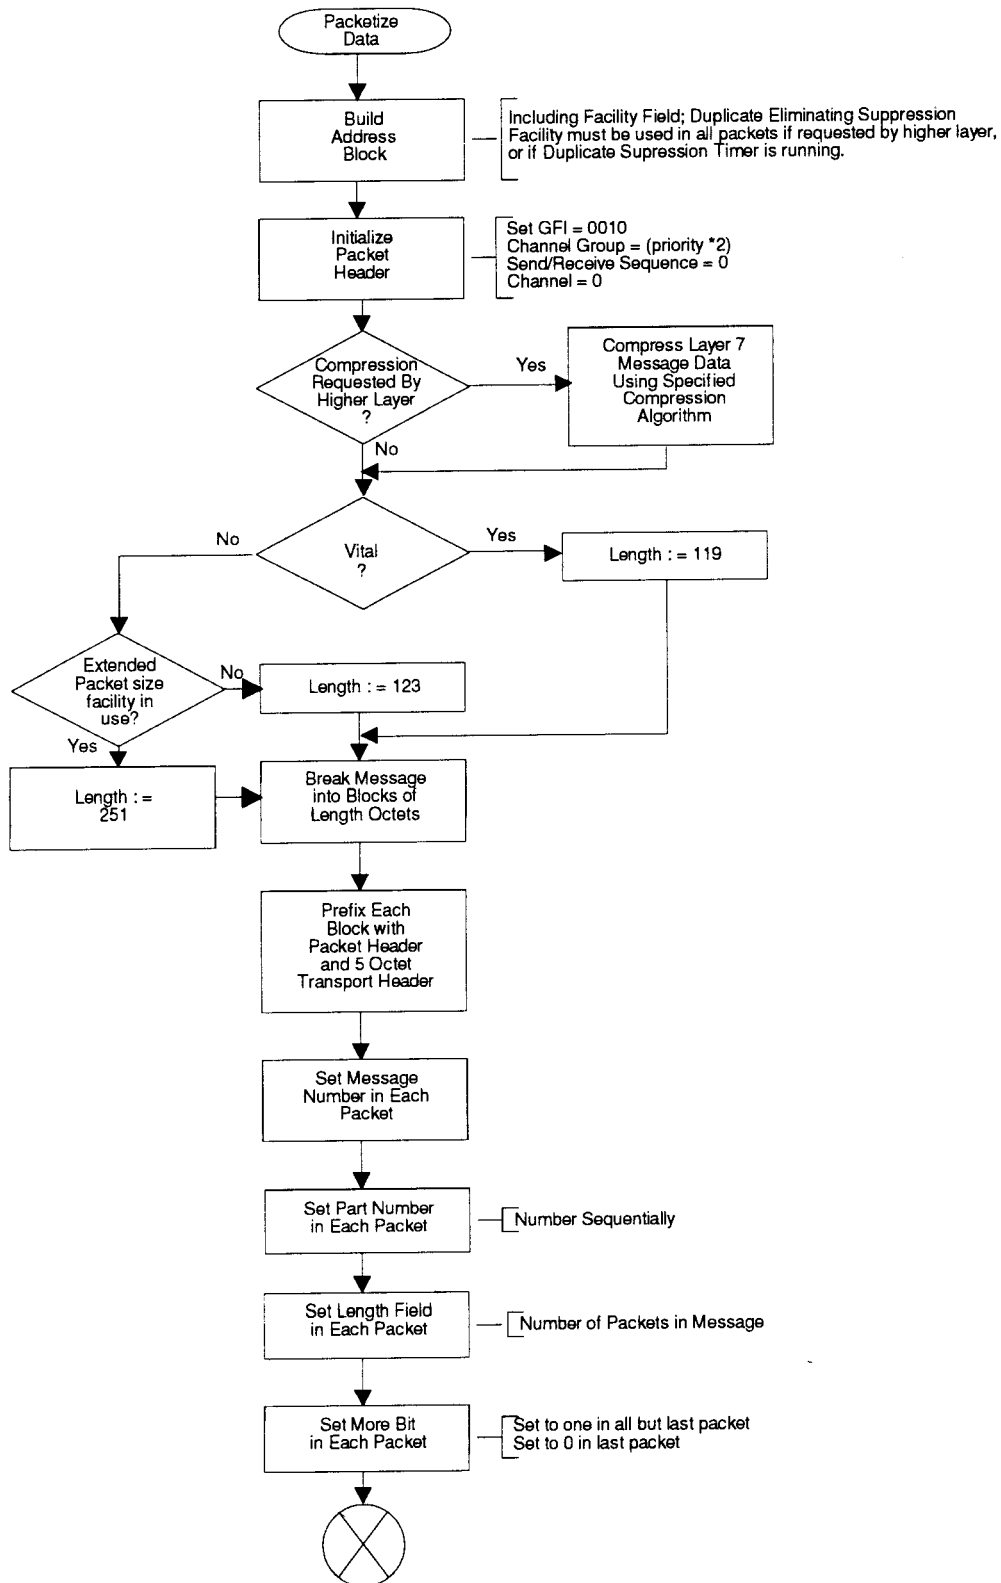 Packetize
Data
Build
Address
Block
Including Facility Field; Duplicate Eliminating Suppression
Facility must be used in all packets if requested by higher layer,
or if Duplicate Supression Timer is running.
Initialize
Packet
Header
Set GFI = 0010
Channel Group = (priority *2)
Send/Receive Sequence = 0
Channel = 0
Compression
Requested By
Higher Layer
?
Yes
Compress Layer 7
Message Data
Using Specified
Compression
Algorithm
No
Vital
?
No
Yes
Length : = 119
Extended
Packet size
facility in
use?
No
Length : = 123
Yes
Length : =
251
Break Message
into Blocks of
Length Octets
Prefix Each
Block with
Packet Header
and 5 Octet
Transport Header
Set Message
Number in Each
Packet
Set Part Number
in Each Packet
Number Sequentially
Set Length Field
in Each Packet
Number of Packets in Message
Set More Bit
in Each Packet
Set to one in all but last packet
Set to 0 in last packet